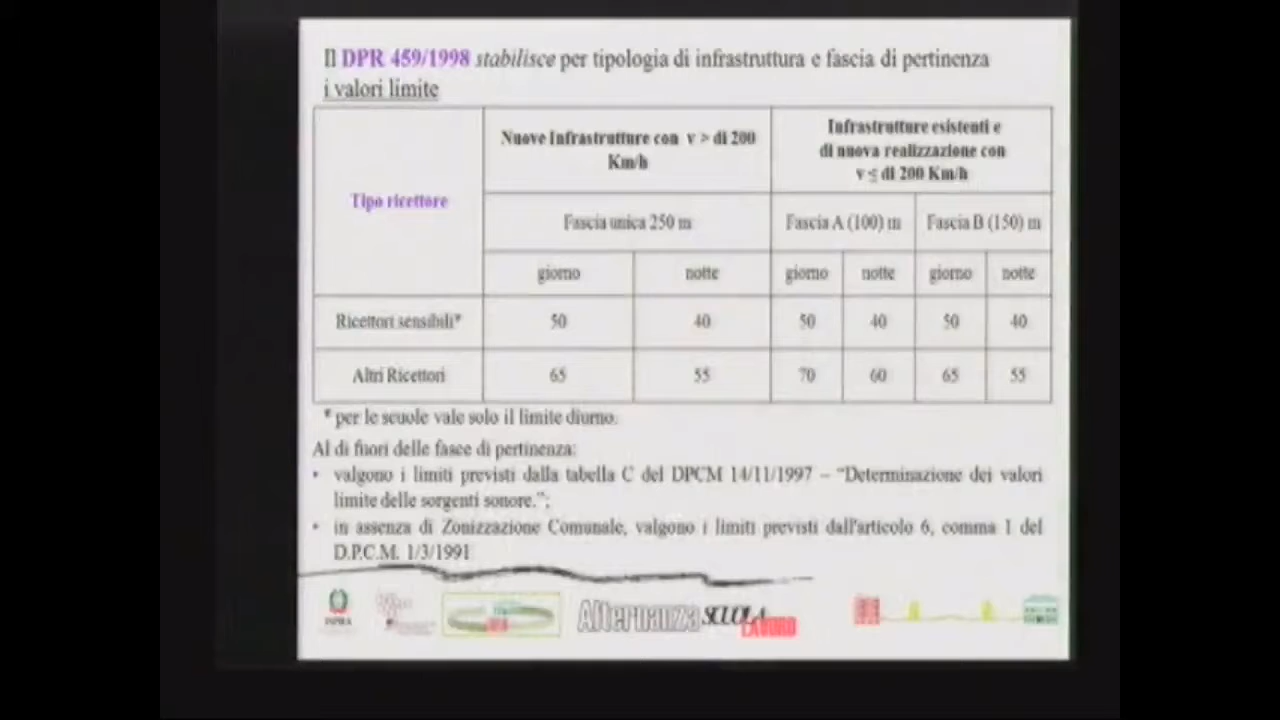 Il DPR 459/1998 stabilisce per tipologia di infrastruttura e fascia di pertinenza
i valori limite
Tipo ricettore
Nuove Infrastrutture con v > di 200
Km/h
Infrastrutture esistenti e
di nuova realizzazione con
v ≤ di 200 Km/h
Fascia unica 250 m
Fascia A (100) m
Fascia B (150) m
giorno notte giorno notte giorno notte
Ricettori sensibili* 50 40 50 40 50 40
Altri Ricettori 65 55 70 60 65 55
* per le scuole vale solo il limite diurno.
Al di fuori delle fasce di pertinenza:
• valgono i limiti previsti dalla tabella C del DPCM 14/11/1997 – “Determinazione dei valori
limite delle sorgenti sonore.”;
• in assenza di Zonizzazione Comunale, valgono i limiti previsti dall'articolo 6, comma 1 del
D.P.C.M. 1/3/1991
ISPRA
Alternanza SCUOLA
LAVORO